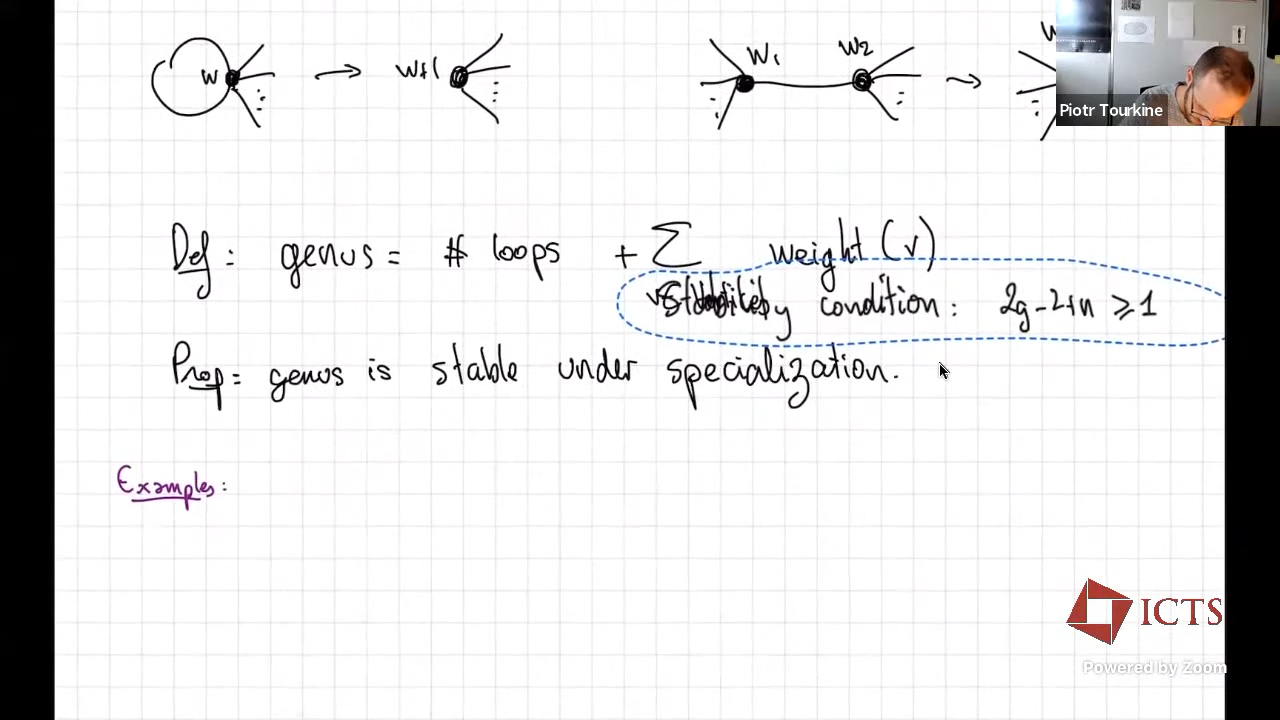 w → w+1
w₁ w₂ → w
Piotr Tourkine
Def: genus = # loops + Σ weight(v)
Stability condition: 2g-2+n ≥ 1
Prop= genus is stable under specialization.
Examples:
ICTS
Powered by Zoom